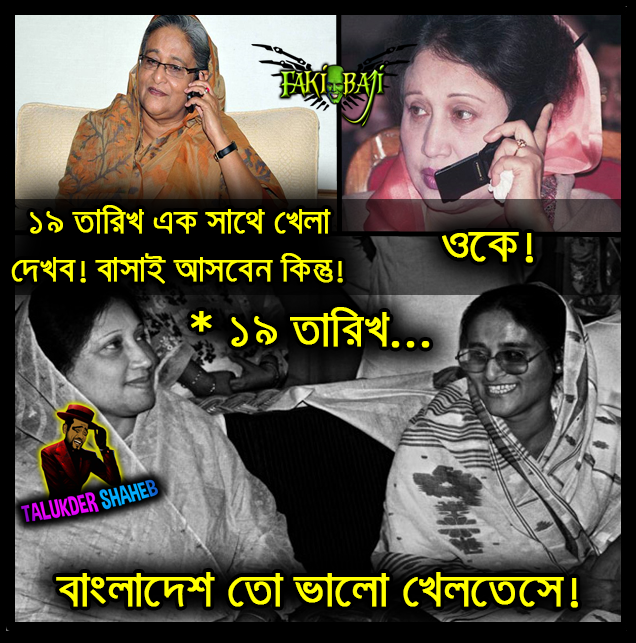 FAKIBAJI
১৯ তারিখ এক সাথে খেলা
দেখব! বাসাই আসবেন কিন্তু!
ওকে!
* ১৯ তারিখ...
TALUKDER SHAHEB
বাংলাদেশ তো ভালো খেলতেসে!